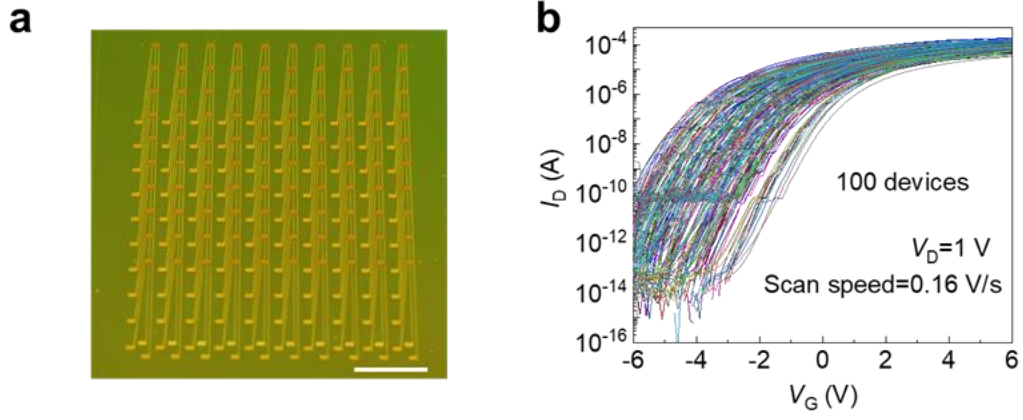 a
b
I_D (A)
10^-4
10^-6
10^-8
10^-10
10^-12
10^-14
10^-16
100 devices
V_D=1 V
Scan speed=0.16 V/s
-6 -4 -2 0 2 4 6
V_G (V)